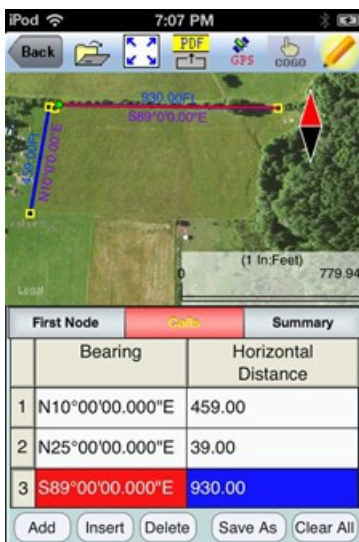 iPod 7:07 PM
Back PDF GPS COGO
930.00Ft
S89°0'0.00"E
459.00Ft
N10°0'0.00"E
(1 In:Feet)
0 779.94
Legal
First Node Calls Summary
Bearing Horizontal Distance
1 N10°00'00.000"E 459.00
2 N25°00'00.000"E 39.00
3 S89°00'00.000"E 930.00
Add Insert Delete Save As Clear All